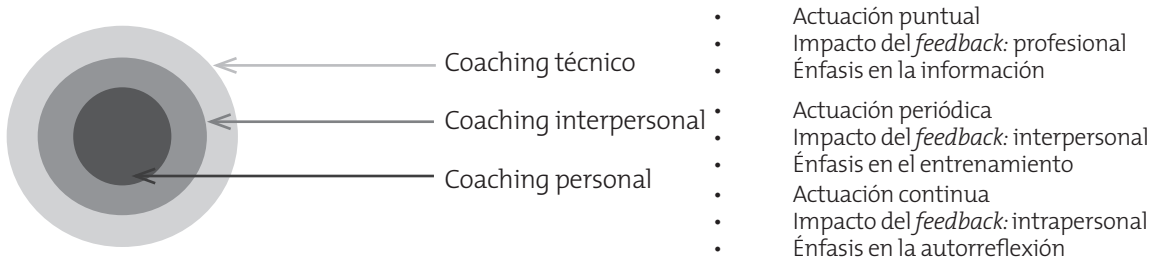 Coaching técnico
• Actuación puntual
• Impacto del feedback: profesional
• Énfasis en la información
Coaching interpersonal
• Actuación periódica
• Impacto del feedback: interpersonal
• Énfasis en el entrenamiento
Coaching personal
• Actuación continua
• Impacto del feedback: intrapersonal
• Énfasis en la autorreflexión